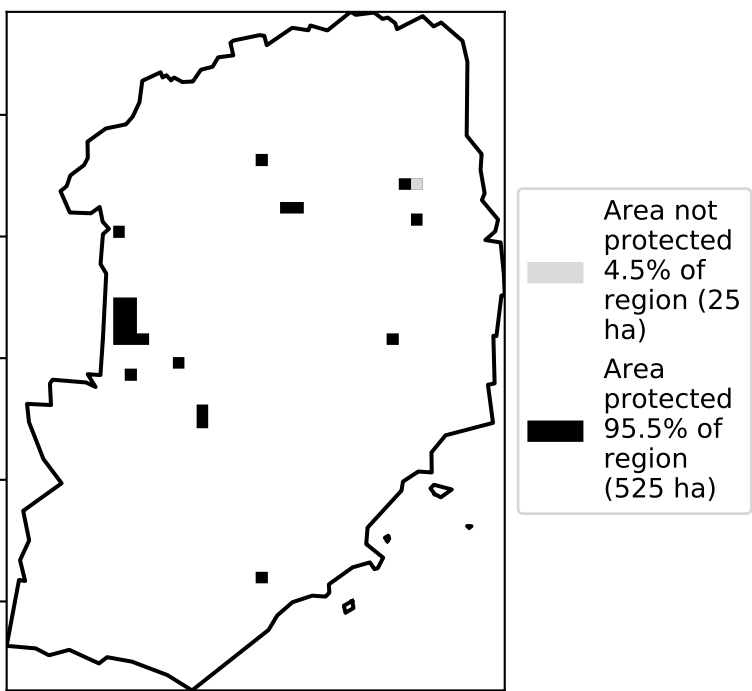 Area not
protected
4.5% of
region (25
ha)
Area
protected
95.5% of
region
(525 ha)